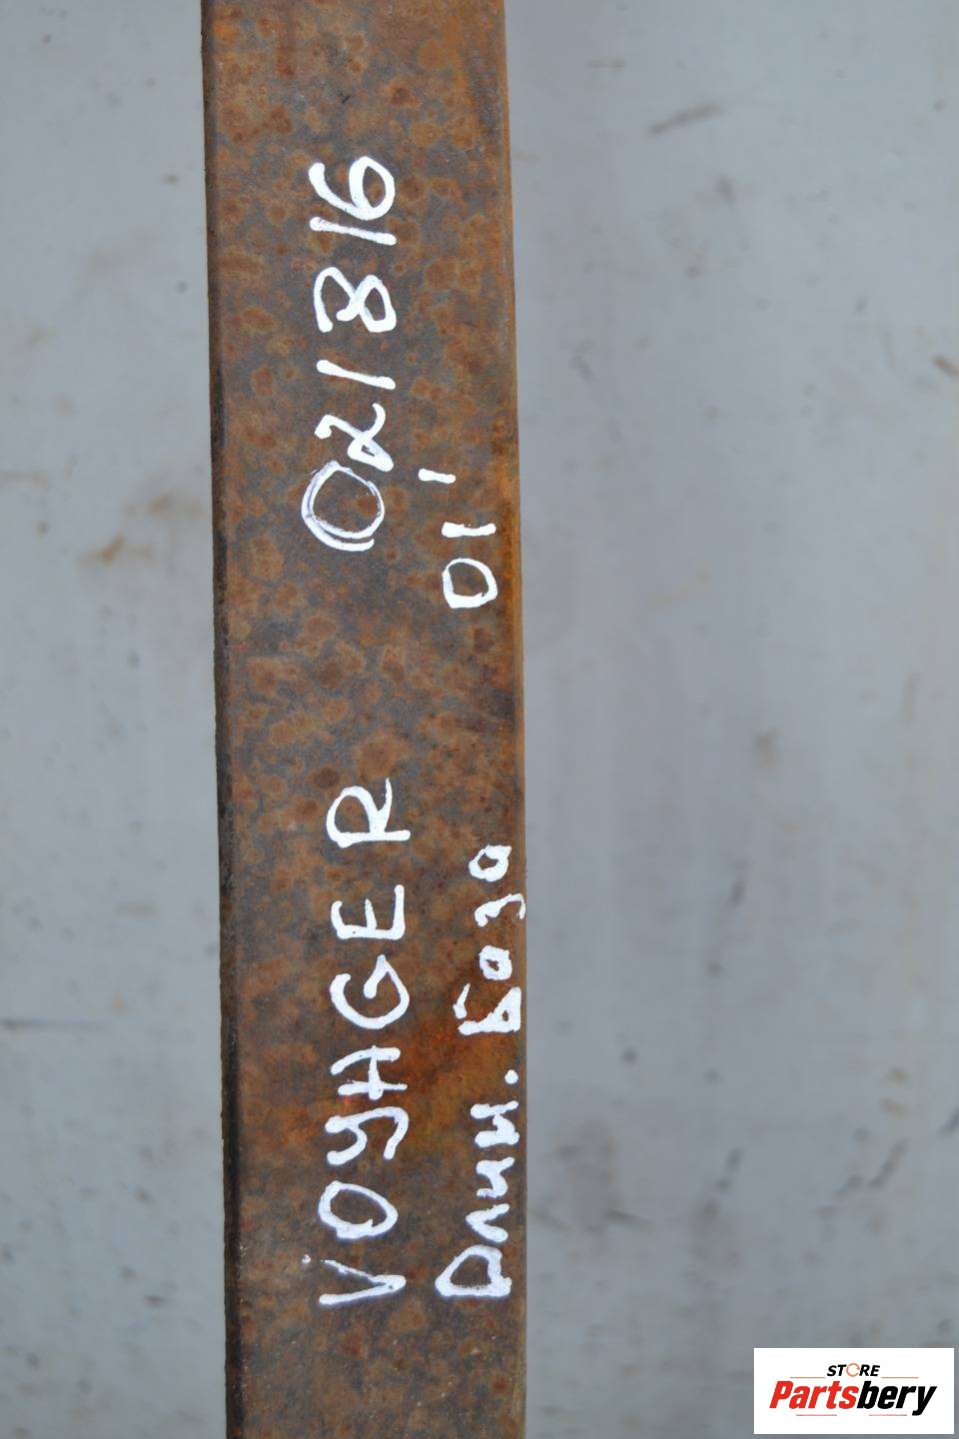 VOYAGER 021816
Длин. База 01'
STORE
Partsbery